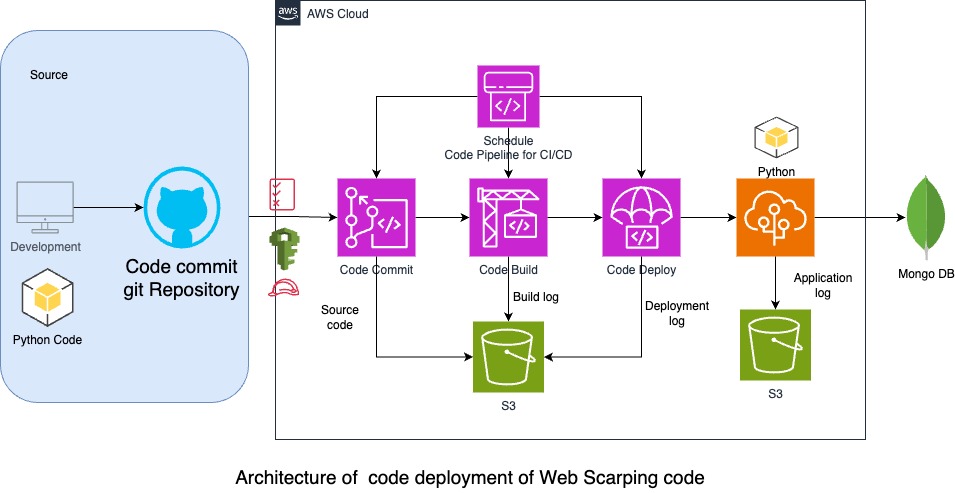 aws
AWS Cloud
Source
Schedule
Code Pipeline for CI/CD
Python
Development
Code commit
git Repository
Python Code
Code Commit
Code Build
Code Deploy
Mongo DB
Source
code
Build log
Deployment
log
Application
log
S3
S3
Architecture of  code deployment of Web Scarping code